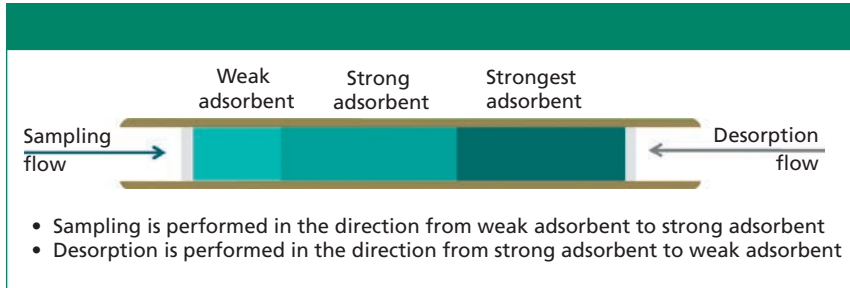 Weak
adsorbent
Strong
adsorbent
Strongest
adsorbent
Sampling
flow
Desorption
flow
• Sampling is performed in the direction from weak adsorbent to strong adsorbent
• Desorption is performed in the direction from strong adsorbent to weak adsorbent